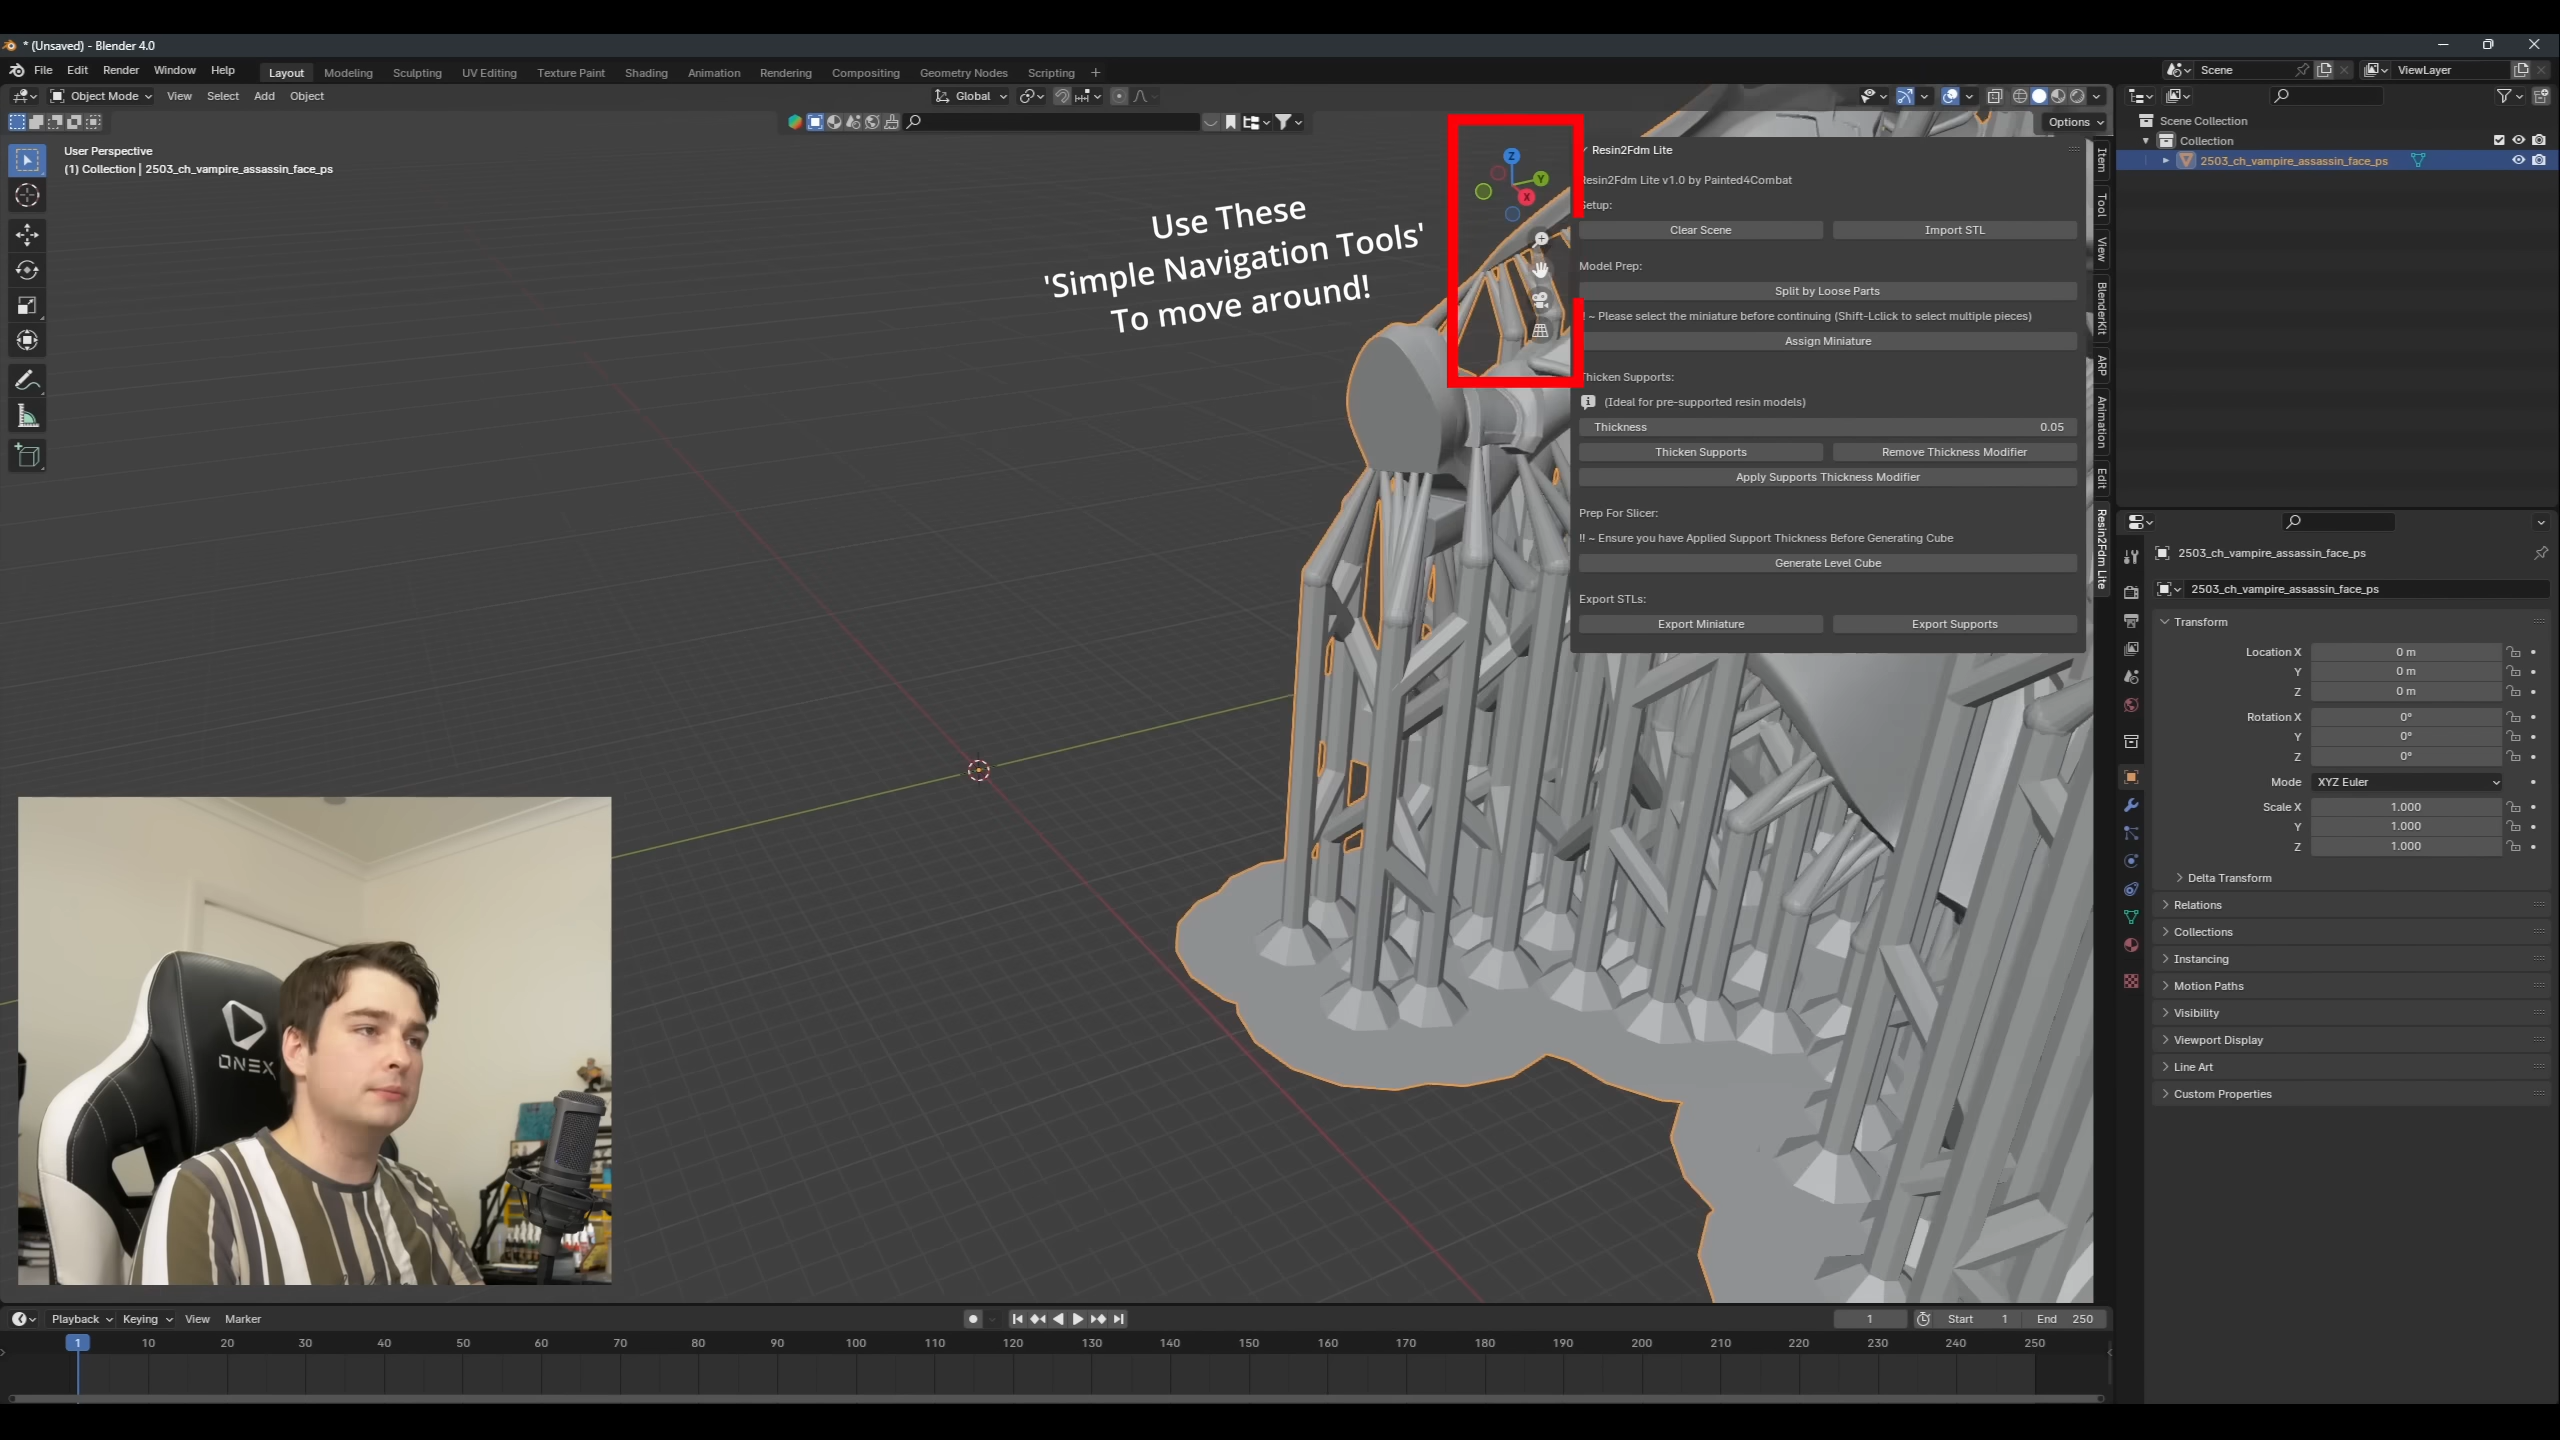 * (Unsaved) - Blender 4.0
File Edit Render Window Help
Layout Modeling Sculpting UV Editing Texture Paint Shading Animation Rendering Compositing Geometry Nodes Scripting +
Scene
ViewLayer
Object Mode View Select Add Object
Global
Options
User Perspective
(1) Collection | 2503_ch_vampire_assassin_face_ps
Use These
'Simple Navigation Tools'
To move around!
Z
Y
X
Resin2Fdm Lite
Resin2Fdm Lite v1.0 by Painted4Combat
Setup:
Clear Scene Import STL
Model Prep:
Split by Loose Parts
~ Please select the miniature before continuing (Shift-Lclick to select multiple pieces)
Assign Miniature
Thicken Supports:
(Ideal for pre-supported resin models)
Thickness 0.05
Thicken Supports Remove Thickness Modifier
Apply Supports Thickness Modifier
Prep For Slicer:
!! ~ Ensure you have Applied Support Thickness Before Generating Cube
Generate Level Cube
Export STLs:
Export Miniature Export Supports
Item
Tool
View
BlenderKit
ARP
Animation
Edit
Resin2Fdm Lite
Scene Collection
Collection
2503_ch_vampire_assassin_face_ps
2503_ch_vampire_assassin_face_ps
2503_ch_vampire_assassin_face_ps
Transform
Location X 0 m
Y 0 m
Z 0 m
Rotation X 0°
Y 0°
Z 0°
Mode XYZ Euler
Scale X 1.000
Y 1.000
Z 1.000
Delta Transform
Relations
Collections
Instancing
Motion Paths
Visibility
Viewport Display
Line Art
Custom Properties
ONEX
Playback Keying View Marker
1 Start 1 End 250
1 10 20 30 40 50 60 70 80 90 100 110 120 130 140 150 160 170 180 190 200 210 220 230 240 250